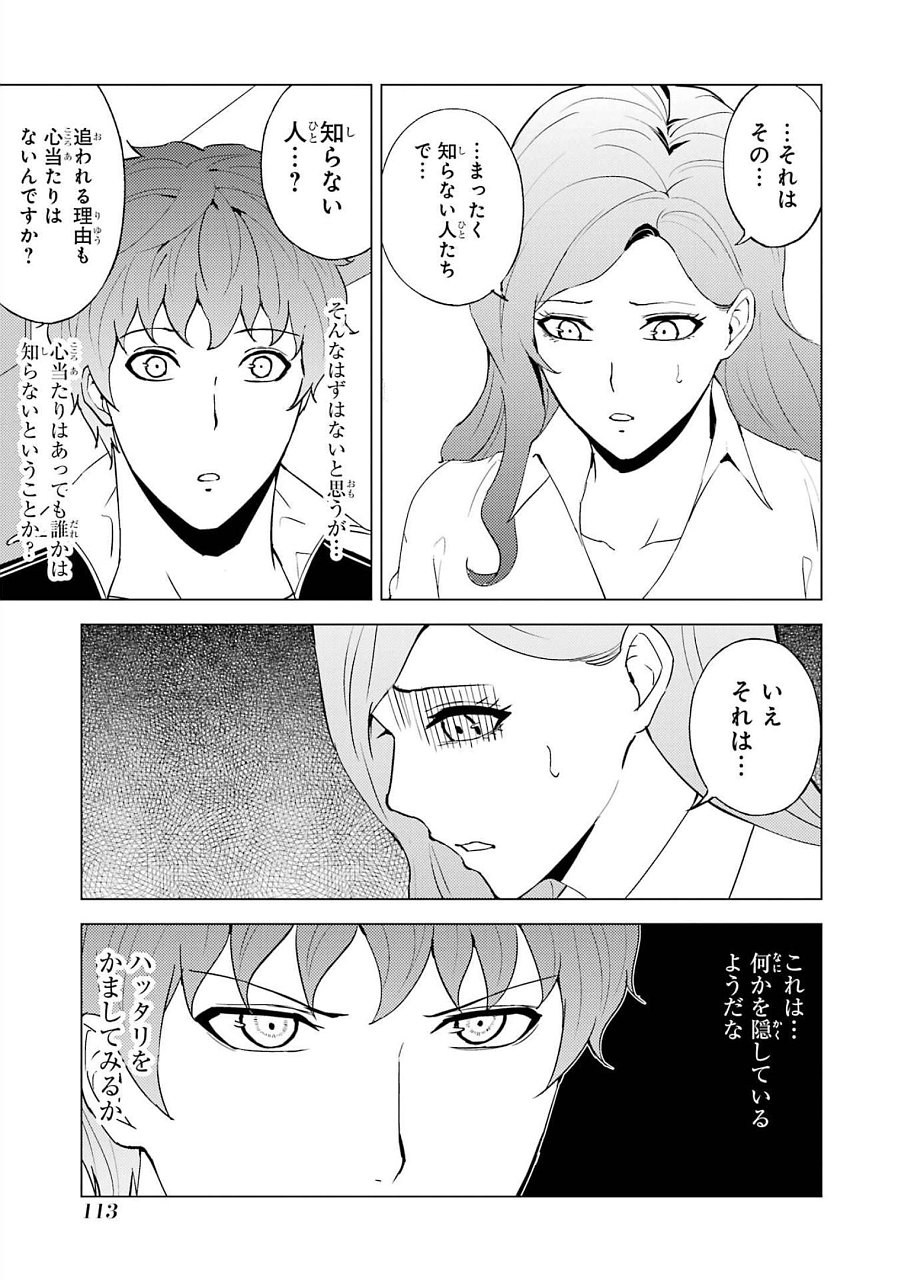 …それは
その…
…まったく
知らない人たち
で…
知らない
人…？
追われる理由も
心当たりは
ないんですか？
そんなはずはないと思うが…
心当たりはあっても誰かは
知らないということか？
いえ
それは…
これは…
何かを隠している
ようだな
ハッタリを
かましてみるか
113